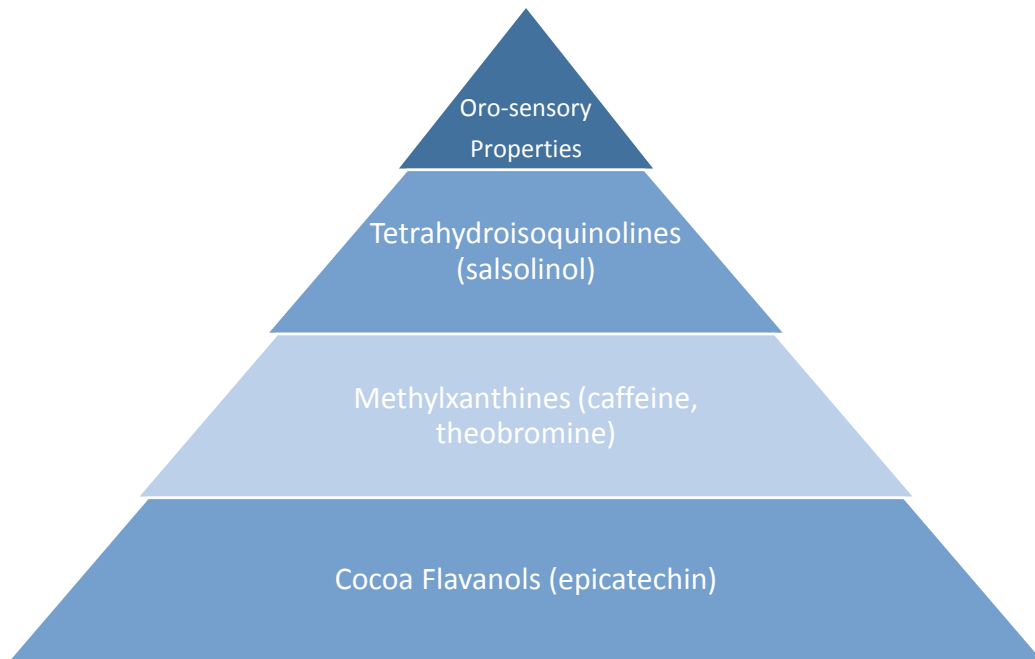 Oro-sensory
Properties
Tetrahydroisoquinolines
(salsolinol)
Methylxanthines (caffeine,
theobromine)
Cocoa Flavanols (epicatechin)